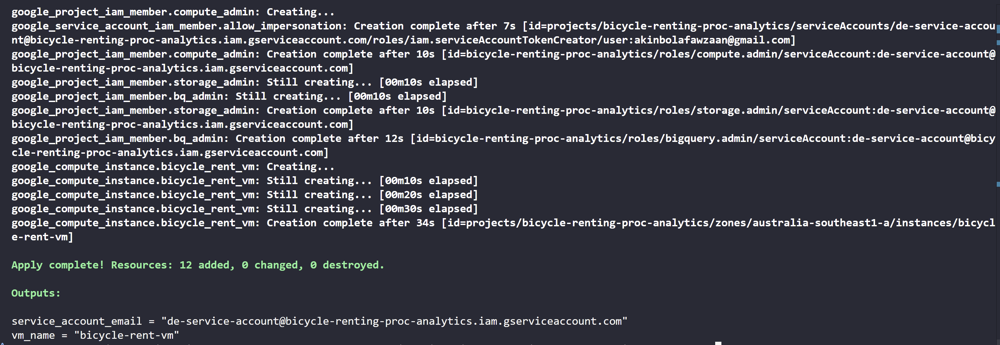 google_project_iam_member.compute_admin: Creating...
google_service_account_iam_member.allow_impersonation: Creation complete after 7s [id=projects/bicycle-renting-proc-analytics/serviceAccounts/de-service-accou
nt@bicycle-renting-proc-analytics.iam.gserviceaccount.com/roles/iam.serviceAccountTokenCreator/user:akinbolafawzaan@gmail.com]
google_project_iam_member.compute_admin: Creation complete after 10s [id=bicycle-renting-proc-analytics/roles/compute.admin/serviceAccount:de-service-account@
bicycle-renting-proc-analytics.iam.gserviceaccount.com]
google_project_iam_member.storage_admin: Still creating... [00m10s elapsed]
google_project_iam_member.bq_admin: Still creating... [00m10s elapsed]
google_project_iam_member.storage_admin: Creation complete after 10s [id=bicycle-renting-proc-analytics/roles/storage.admin/serviceAccount:de-service-account@
bicycle-renting-proc-analytics.iam.gserviceaccount.com]
google_project_iam_member.bq_admin: Creation complete after 12s [id=bicycle-renting-proc-analytics/roles/bigquery.admin/serviceAccount:de-service-account@bicy
cle-renting-proc-analytics.iam.gserviceaccount.com]
google_compute_instance.bicycle_rent_vm: Creating...
google_compute_instance.bicycle_rent_vm: Still creating... [00m10s elapsed]
google_compute_instance.bicycle_rent_vm: Still creating... [00m20s elapsed]
google_compute_instance.bicycle_rent_vm: Still creating... [00m30s elapsed]
google_compute_instance.bicycle_rent_vm: Creation complete after 34s [id=projects/bicycle-renting-proc-analytics/zones/australia-southeast1-a/instances/bicycl
e-rent-vm]
Apply complete! Resources: 12 added, 0 changed, 0 destroyed.
Outputs:
service_account_email = "de-service-account@bicycle-renting-proc-analytics.iam.gserviceaccount.com"
vm_name = "bicycle-rent-vm"